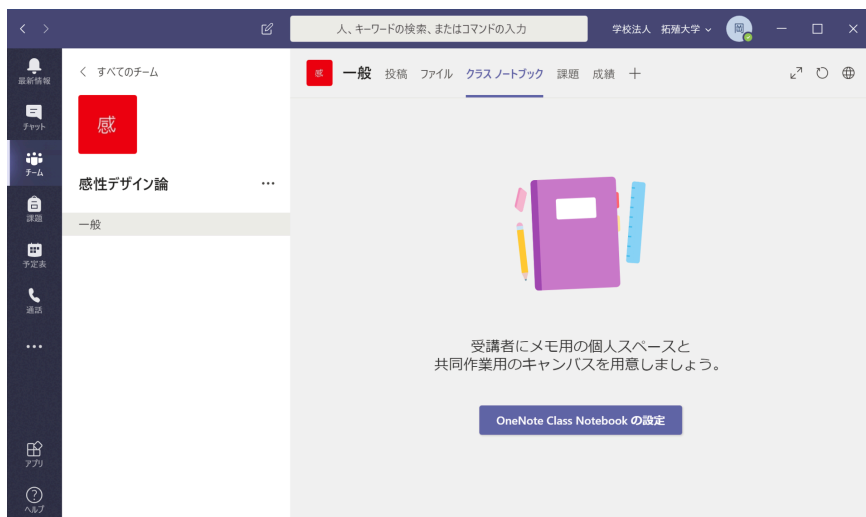 人、キーワードの検索、またはコマンドの入力
学校法人 拓殖大学
岡
最新情報
チャット
チーム
課題
予定表
通話
アプリ
ヘルプ
すべてのチーム
感
感性デザイン論
一般
感
一般 投稿 ファイル クラス ノートブック 課題 成績
受講者にメモ用の個人スペースと
共同作業用のキャンバスを用意しましょう。
OneNote Class Notebook の設定